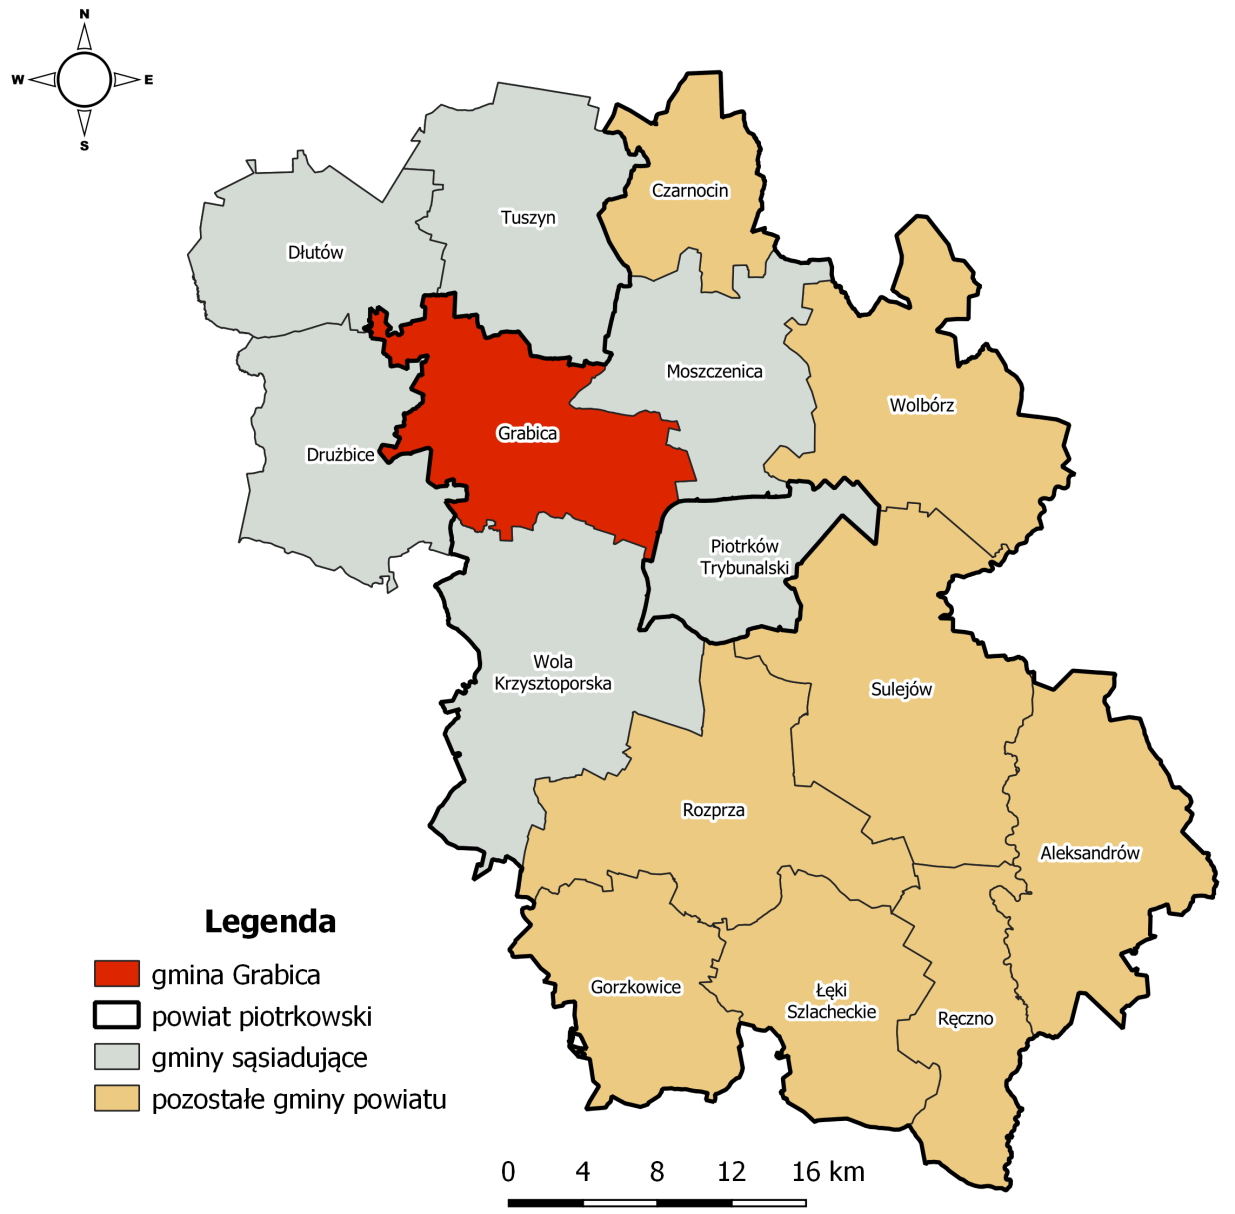 N
W E
S
Czarnocin
Tuszyn
Dłutów
Moszczenica
Wolbórz
Grabica
Drużbice
Piotrków
Trybunalski
Wola
Krzysztoporska
Sulejów
Rozprza
Aleksandrów
Gorzkowice
Łęki
Szlacheckie
Ręczno
Legenda
gmina Grabica
powiat piotrkowski
gminy sąsiadujące
pozostałe gminy powiatu
0 4 8 12 16 km